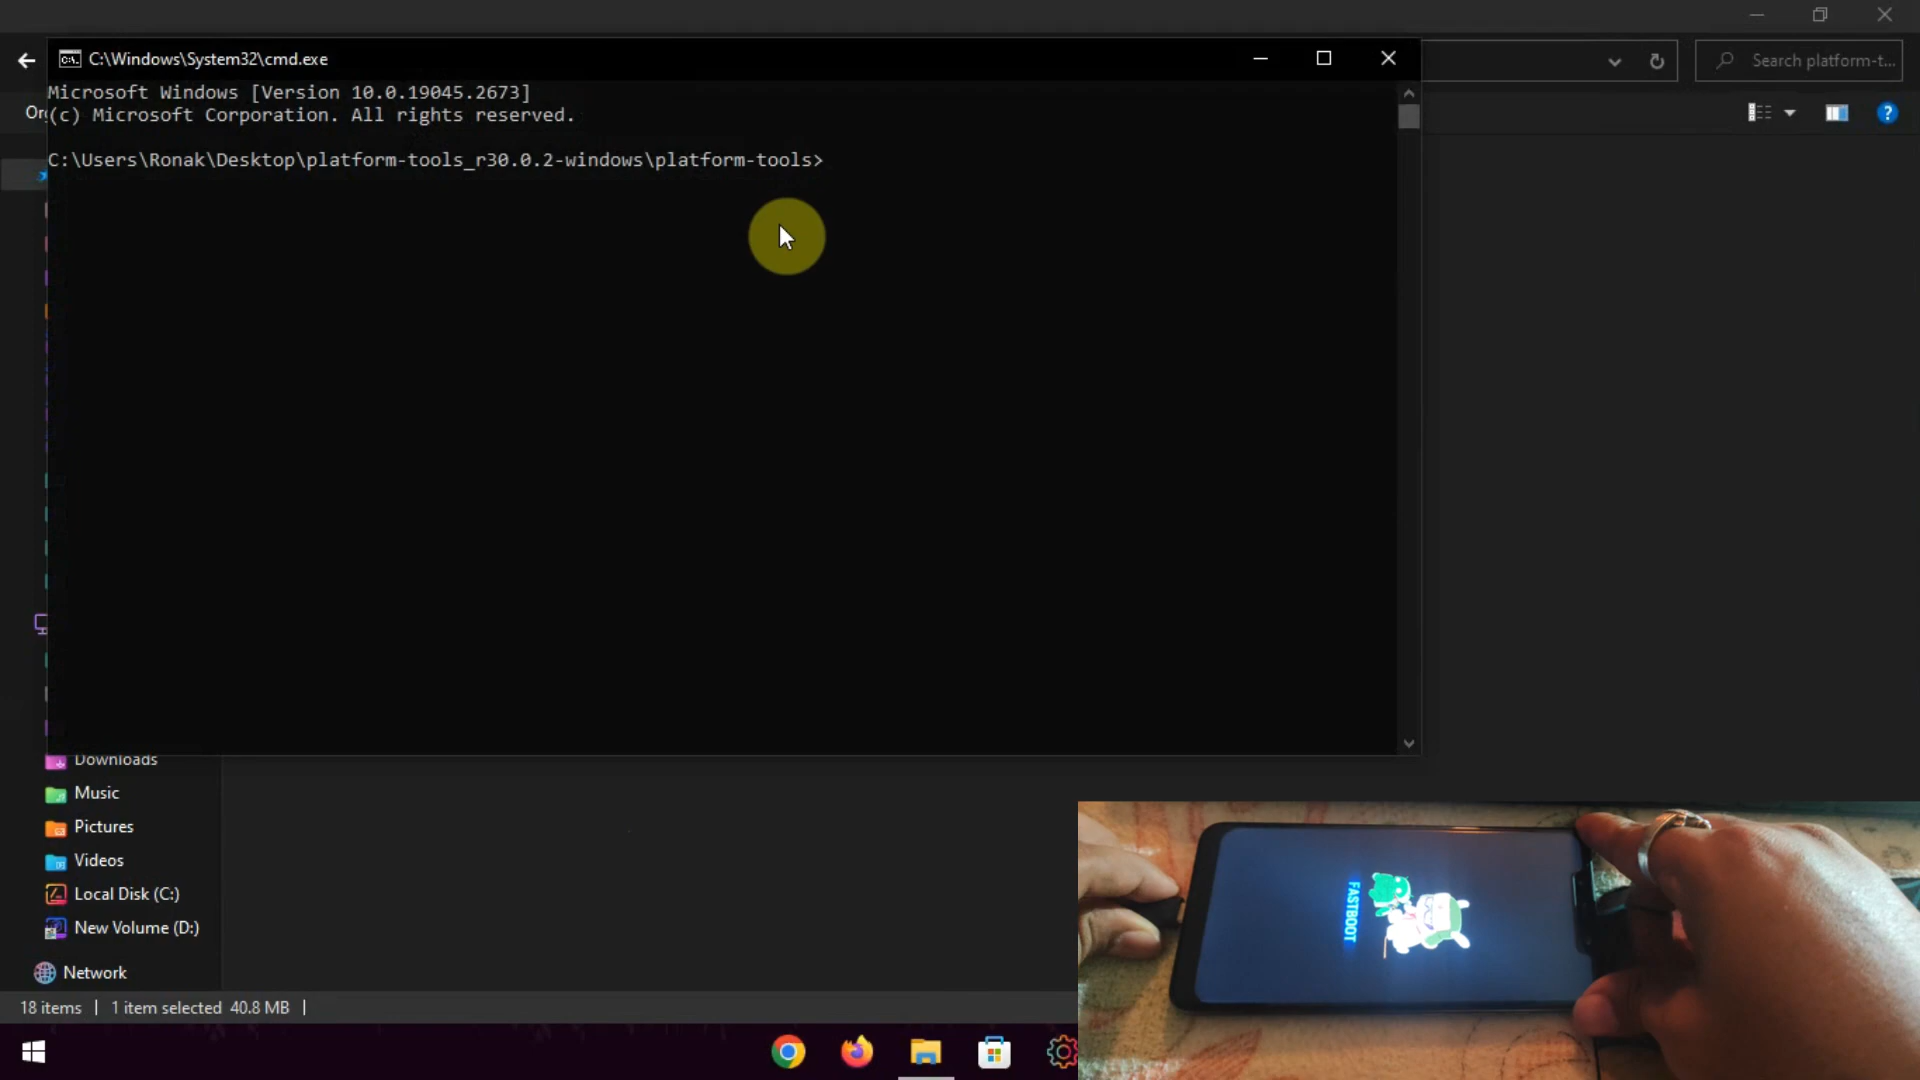 C:\Windows\System32\cmd.exe
Search platform-t...
Microsoft Windows [Version 10.0.19045.2673]
(c) Microsoft Corporation. All rights reserved.
C:\Users\Ronak\Desktop\platform-tools_r30.0.2-windows\platform-tools>
Downloads
Music
Pictures
Videos
Local Disk (C:)
New Volume (D:)
Network
18 items
1 item selected 40.8 MB
FASTBOOT